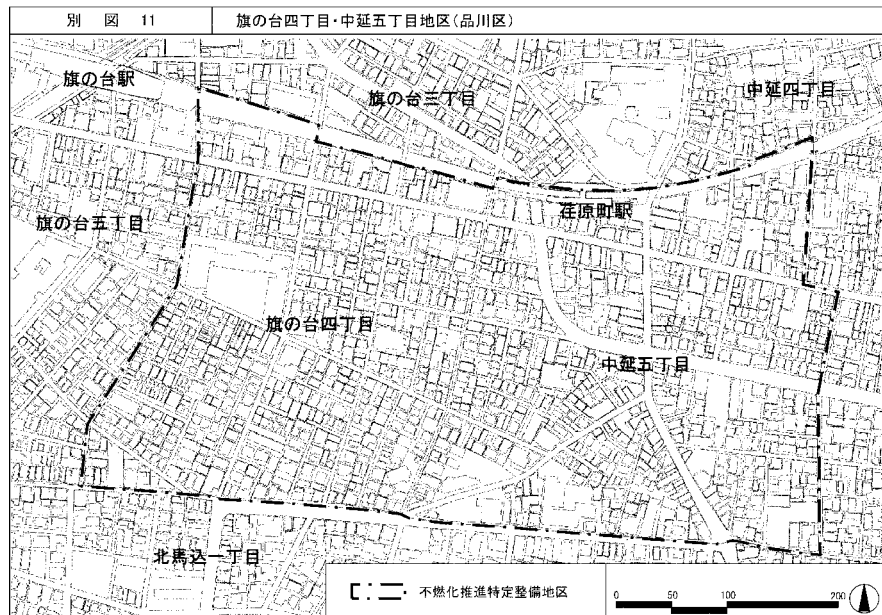 別 図 11
旗の台四丁目・中延五丁目地区(品川区)
旗の台駅
旗の台三丁目
中延四丁目
荏原町駅
旗の台五丁目
旗の台四丁目
中延五丁目
北馬込一丁目
不燃化推進特定整備地区
0 50 100 200